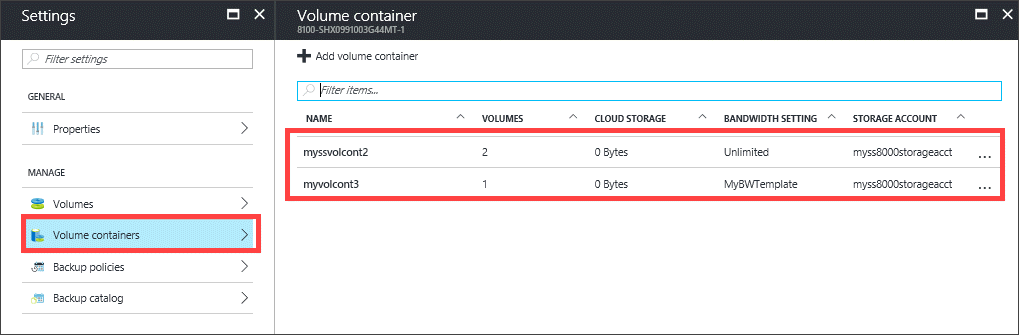 Settings
Filter settings
GENERAL
Properties
MANAGE
Volumes
Volume containers
Backup policies
Backup catalog
Volume container
8100-SHX0991003G44MT-1
Add volume container
Filter items...
NAME VOLUMES CLOUD STORAGE BANDWIDTH SETTING STORAGE ACCOUNT
myssvolcont2 2 0 Bytes Unlimited myss8000storageacct ...
myvolcont3 1 0 Bytes MyBWTemplate myss8000storageacct ...